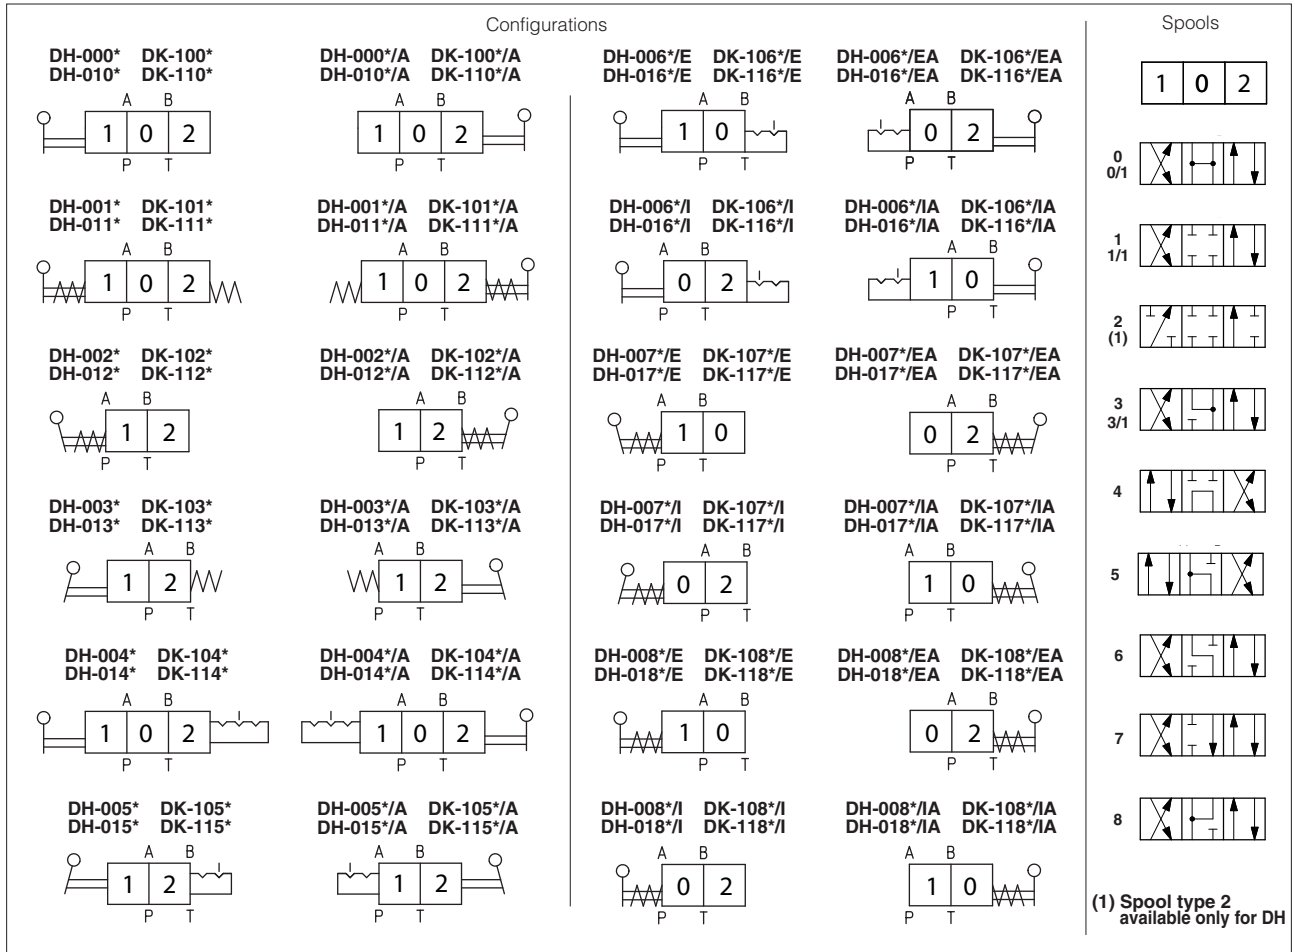 Configurations
Spools
DH-000* DK-100*
DH-010* DK-110*
A B
1 0 2
P T
DH-000*/A DK-100*/A
DH-010*/A DK-110*/A
A B
1 0 2
P T
DH-006*/E DK-106*/E
DH-016*/E DK-116*/E
A B
1 0
P T
DH-006*/EA DK-106*/EA
DH-016*/EA DK-116*/EA
A B
0 2
P T
DH-001* DK-101*
DH-011* DK-111*
A B
1 0 2
P T
DH-001*/A DK-101*/A
DH-011*/A DK-111*/A
A B
1 0 2
P T
DH-006*/I DK-106*/I
DH-016*/I DK-116*/I
A B
0 2
P T
DH-006*/IA DK-106*/IA
DH-016*/IA DK-116*/IA
A B
1 0
P T
DH-002* DK-102*
DH-012* DK-112*
A B
1 2
P T
DH-002*/A DK-102*/A
DH-012*/A DK-112*/A
A B
1 2
P T
DH-007*/E DK-107*/E
DH-017*/E DK-117*/E
A B
1 0
P T
DH-007*/EA DK-107*/EA
DH-017*/EA DK-117*/EA
A B
0 2
P T
DH-003* DK-103*
DH-013* DK-113*
A B
1 2
P T
DH-003*/A DK-103*/A
DH-013*/A DK-113*/A
A B
1 2
P T
DH-007*/I DK-107*/I
DH-017*/I DK-117*/I
A B
0 2
P T
DH-007*/IA DK-107*/IA
DH-017*/IA DK-117*/IA
A B
1 0
P T
DH-004* DK-104*
DH-014* DK-114*
A B
1 0 2
P T
DH-004*/A DK-104*/A
DH-014*/A DK-114*/A
A B
1 0 2
P T
DH-008*/E DK-108*/E
DH-018*/E DK-118*/E
A B
1 0
P T
DH-008*/EA DK-108*/EA
DH-018*/EA DK-118*/EA
A B
0 2
P T
DH-005* DK-105*
DH-015* DK-115*
A B
1 2
P T
DH-005*/A DK-105*/A
DH-015*/A DK-115*/A
A B
1 2
P T
DH-008*/I DK-108*/I
DH-018*/I DK-118*/I
A B
0 2
P T
DH-008*/IA DK-108*/IA
DH-018*/IA DK-118*/IA
A B
1 0
P T
1 0 2
0
0/1
1
1/1
2
(1)
3
3/1
4
5
6
7
8
(1) Spool type 2
available only for DH